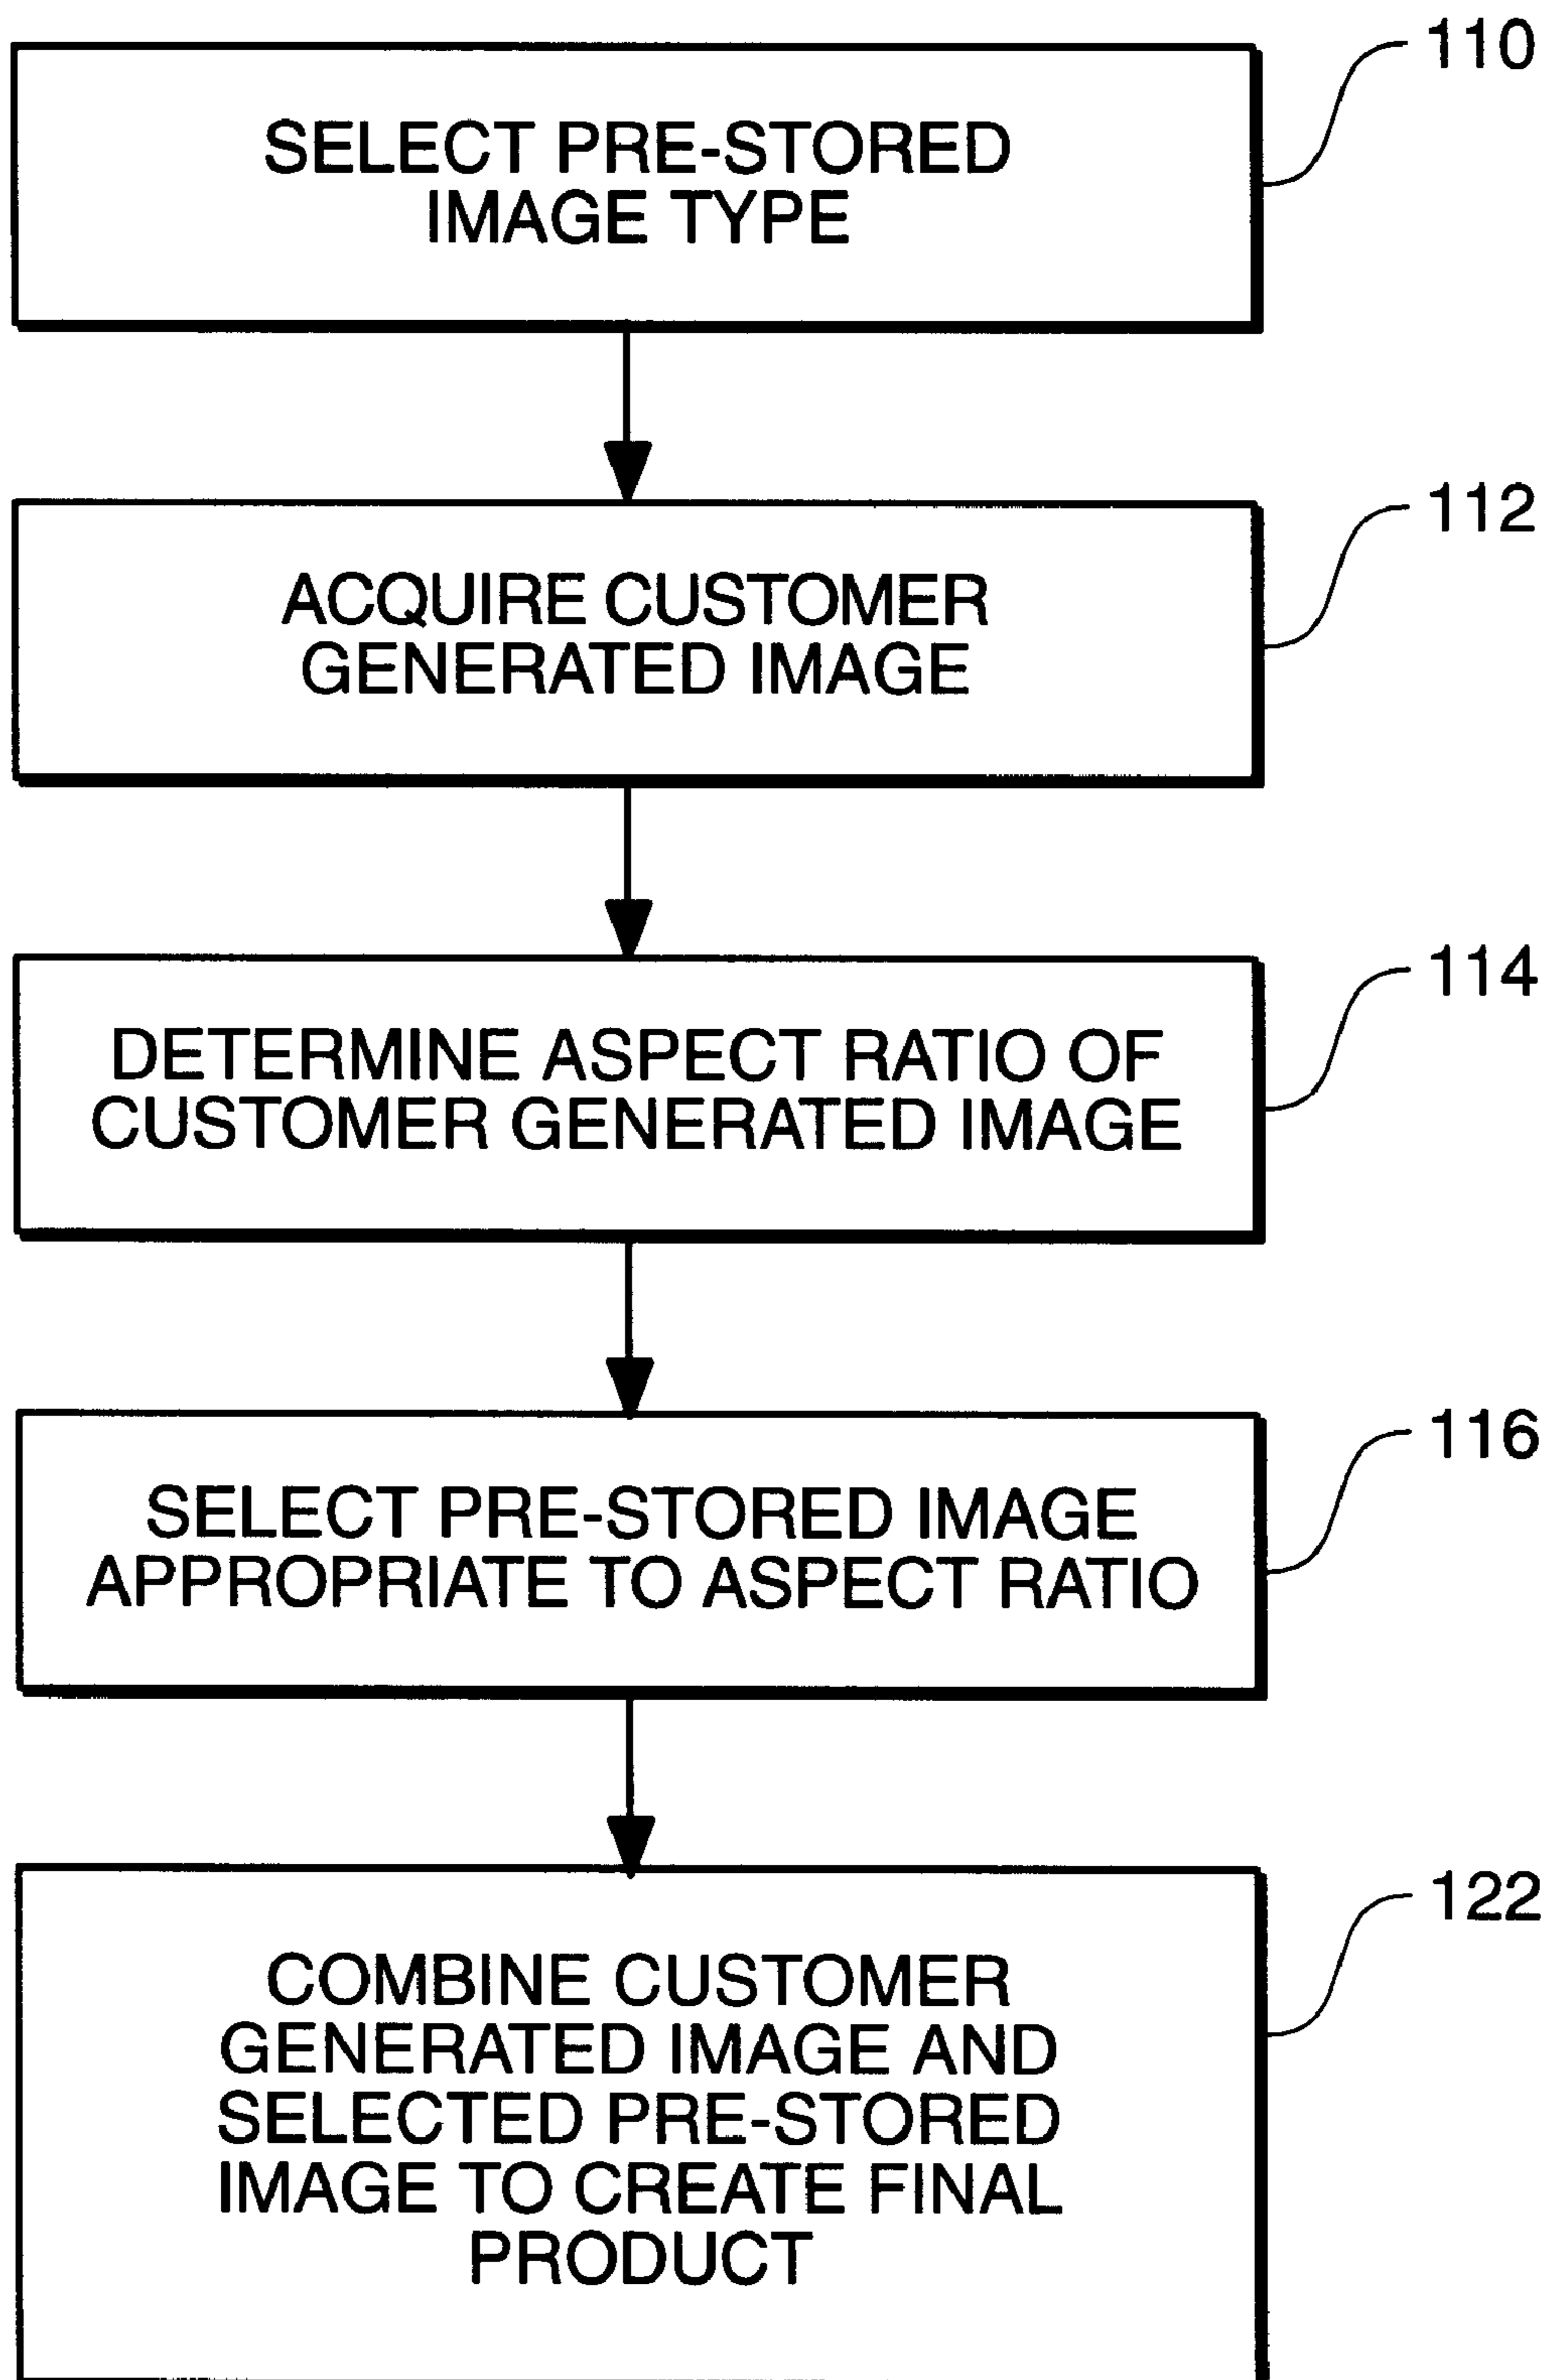 110
SELECT PRE-STORED
IMAGE TYPE
112
ACQUIRE CUSTOMER
GENERATED IMAGE
114
DETERMINE ASPECT RATIO OF
CUSTOMER GENERATED IMAGE
116
SELECT PRE-STORED IMAGE
APPROPRIATE TO ASPECT RATIO
122
COMBINE CUSTOMER
GENERATED IMAGE AND
SELECTED PRE-STORED
IMAGE TO CREATE FINAL
PRODUCT